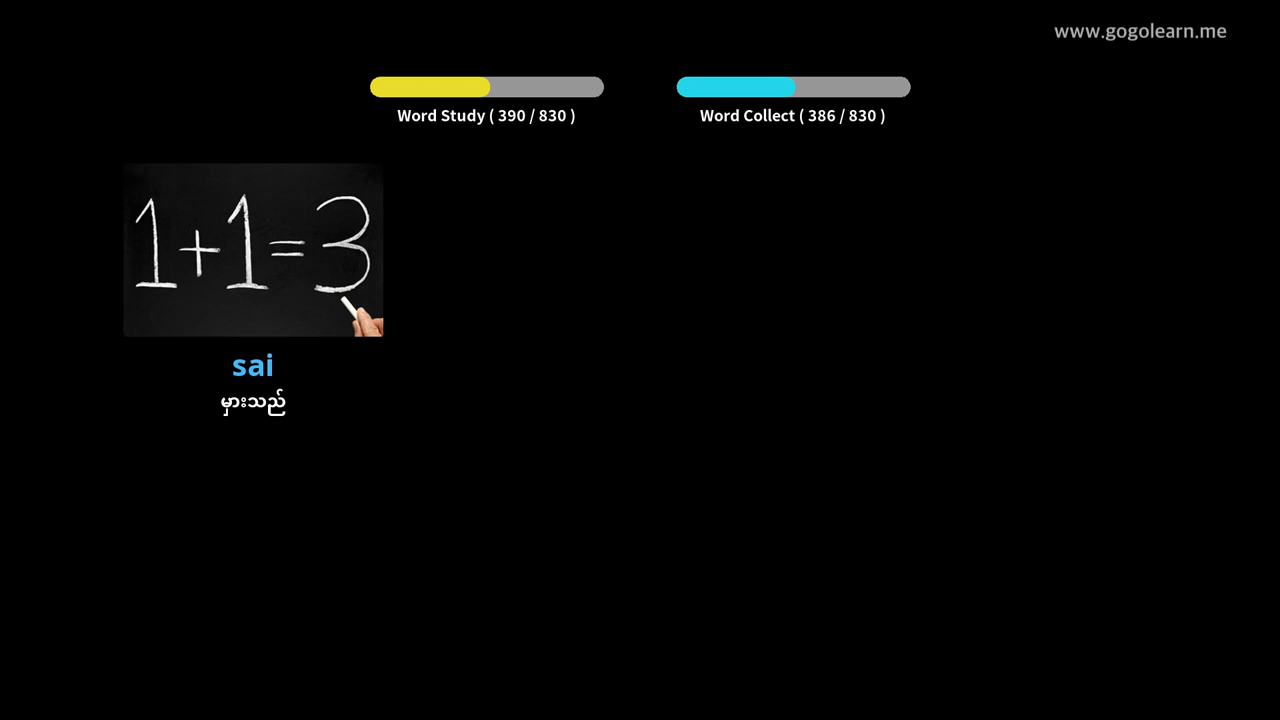 www.gogolearn.me
Word Study ( 390 / 830 )
Word Collect ( 386 / 830 )
1+1=3
sai
မှားသည်